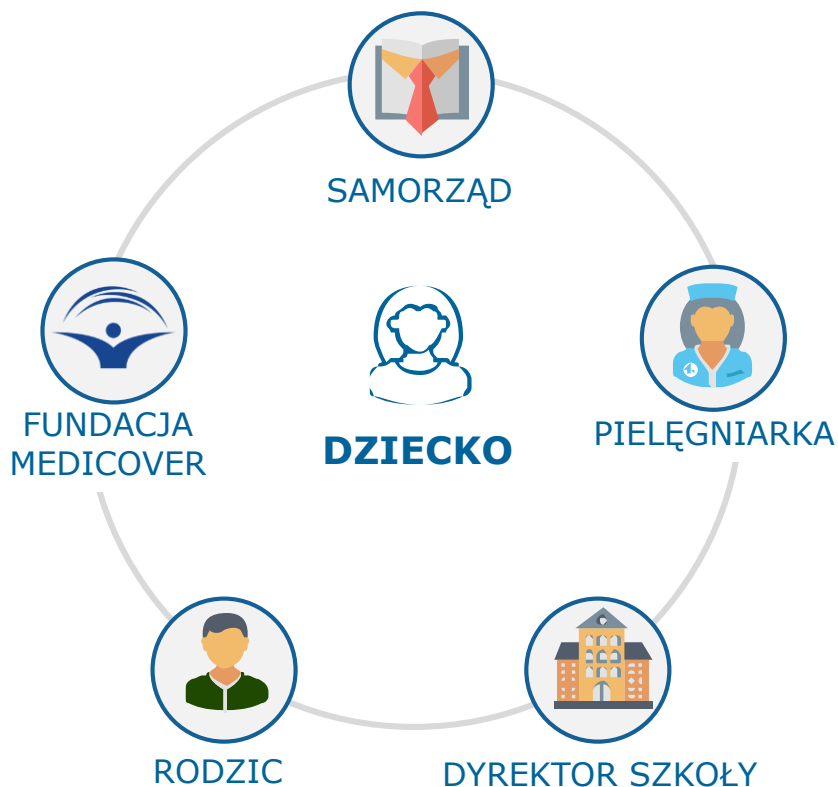 SAMORZĄD
FUNDACJA
MEDICOVER
DZIECKO
PIELĘGNIARKA
RODZIC
DYREKTOR SZKOŁY